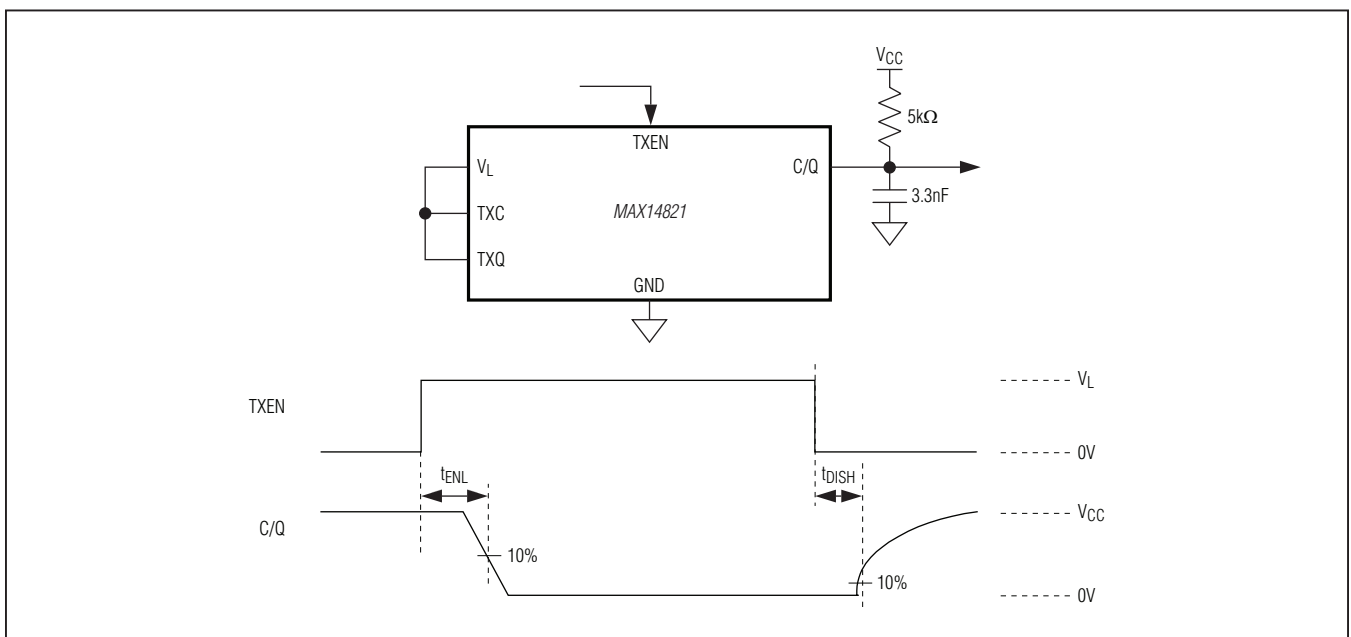 VCC
5kΩ
TXEN
VL
C/Q
TXC
MAX14821
3.3nF
TXQ
GND
VL
TXEN
0V
tENL
tDISH
VCC
C/Q
10%
10%
0V